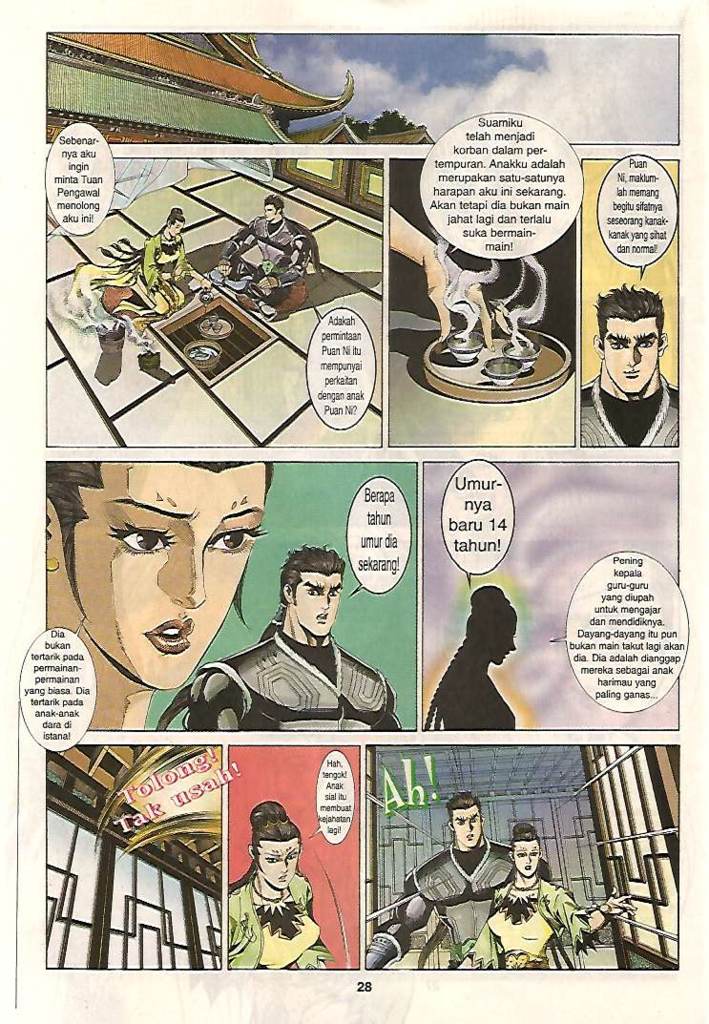 Sebenar-
nya aku
ingin
minta Tuan
Pengawal
menolong
aku ini!
Adakah
permintaan
Puan Ni itu
mempunyai
perkaitan
dengan anak
Puan Ni?
Suamiku
telah menjadi
korban dalam per-
tempuran. Anakku adalah
merupakan satu-satunya
harapan aku ini sekarang.
Akan tetapi dia bukan main
jahat lagi dan terlalu
suka bermain-
main!
Puan
Ni, maklum-
lah memang
begitu sifatnya
seseorang kanak-
kanak yang sihat
dan normal!
Dia
bukan
tertarik pada
permainan-
permainan
yang biasa. Dia
tertarik pada
anak-anak
dara di
istana!
Berapa
tahun
umur dia
sekarang!
Umur-
nya
baru 14
tahun!
Pening
kepala
guru-guru
yang diupah
untuk mengajar
dan mendidiknya.
Dayang-dayang itu pun
bukan main takut lagi akan
dia. Dia adalah dianggap
mereka sebagai anak
harimau yang
paling ganas...
Tolong!
Tak usah!
Hah,
tengok!
Anak
sial itu
membuat
kejahatan
lagi!
Ah!
28